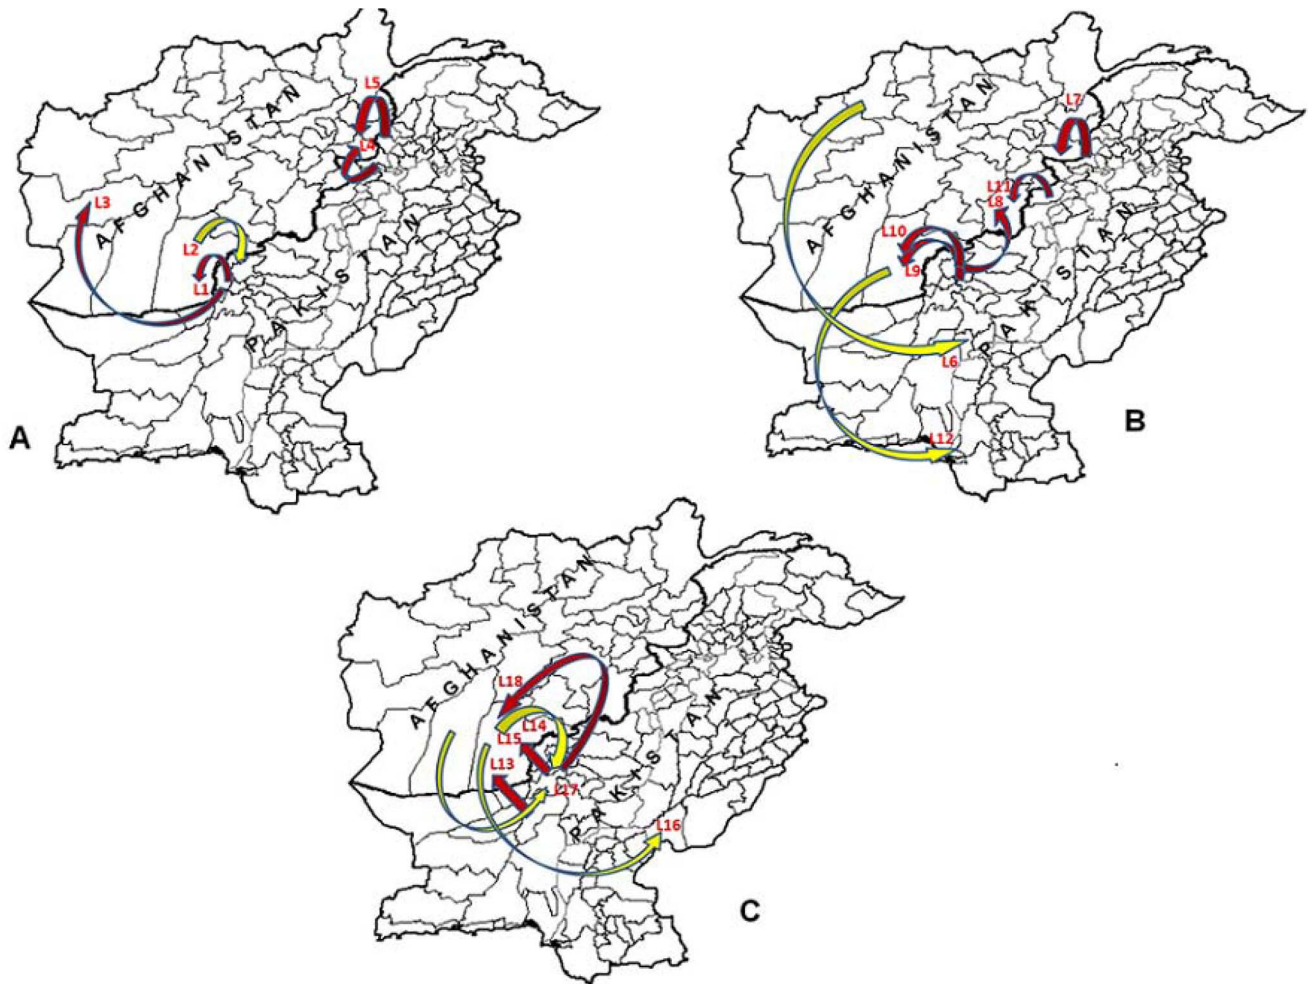 L5
L4
AFGHANISTAN
L3
L2
L1
PAKISTAN
A
L7
L11
L8
AFGHANISTAN
L10
L9
PAKISTAN
L6
L12
B
AFGHANISTAN
L18
L14
L15
L13
L17
PAKISTAN
L16
C